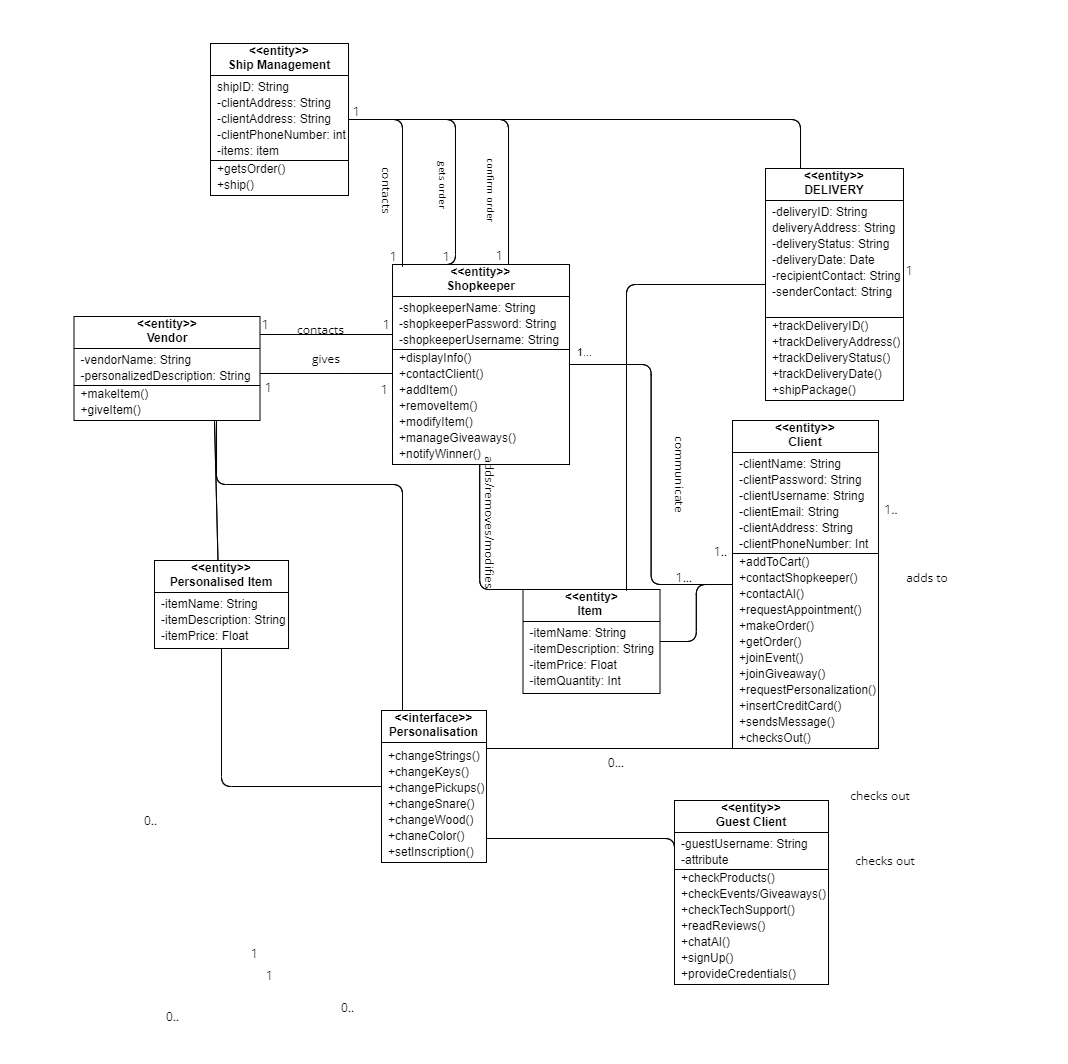 <<entity>>
Ship Management
shipID: String
-clientAddress: String
-clientAddress: String
-clientPhoneNumber: int
-items: item
+getsOrder()
+ship()
1
contacts
gets order
confirm order
1
1
1
<<entity>>
DELIVERY
-deliveryID: String
deliveryAddress: String
-deliveryStatus: String
-deliveryDate: Date
-recipientContact: String
-senderContact: String
+trackDeliveryID()
+trackDeliveryAddress()
+trackDeliveryStatus()
+trackDeliveryDate()
+shipPackage()
1
<<entity>>
Shopkeeper
-shopkeeperName: String
-shopkeeperPassword: String
-shopkeeperUsername: String
+displayInfo()
+contactClient()
+addItem()
+removeItem()
+modifyItem()
+manageGiveaways()
+notifyWinner()
<<entity>>
Vendor
-vendorName: String
-personalizedDescription: String
+makeItem()
+giveItem()
1
contacts
1
gives
1
1
1...
communicate
1..
1...
adds/removes/modifies
<<entity>>
Client
-clientName: String
-clientPassword: String
-clientUsername: String
-clientEmail: String
-clientAddress: String
-clientPhoneNumber: Int
+addToCart()
+contactShopkeeper()
+contactAI()
+requestAppointment()
+makeOrder()
+getOrder()
+joinEvent()
+joinGiveaway()
+requestPersonalization()
+insertCreditCard()
+sendsMessage()
+checksOut()
1..
adds to
<<entity>>
Personalised Item
-itemName: String
-itemDescription: String
-itemPrice: Float
<<entity>
Item
-itemName: String
-itemDescription: String
-itemPrice: Float
-itemQuantity: Int
<<interface>>
Personalisation
+changeStrings()
+changeKeys()
+changePickups()
+changeSnare()
+changeWood()
+chaneColor()
+setInscription()
0...
checks out
<<entity>>
Guest Client
-guestUsername: String
-attribute
+checkProducts()
+checkEvents/Giveaways()
+checkTechSupport()
+readReviews()
+chatAI()
+signUp()
+provideCredentials()
checks out
0..
1
1
0..
0..